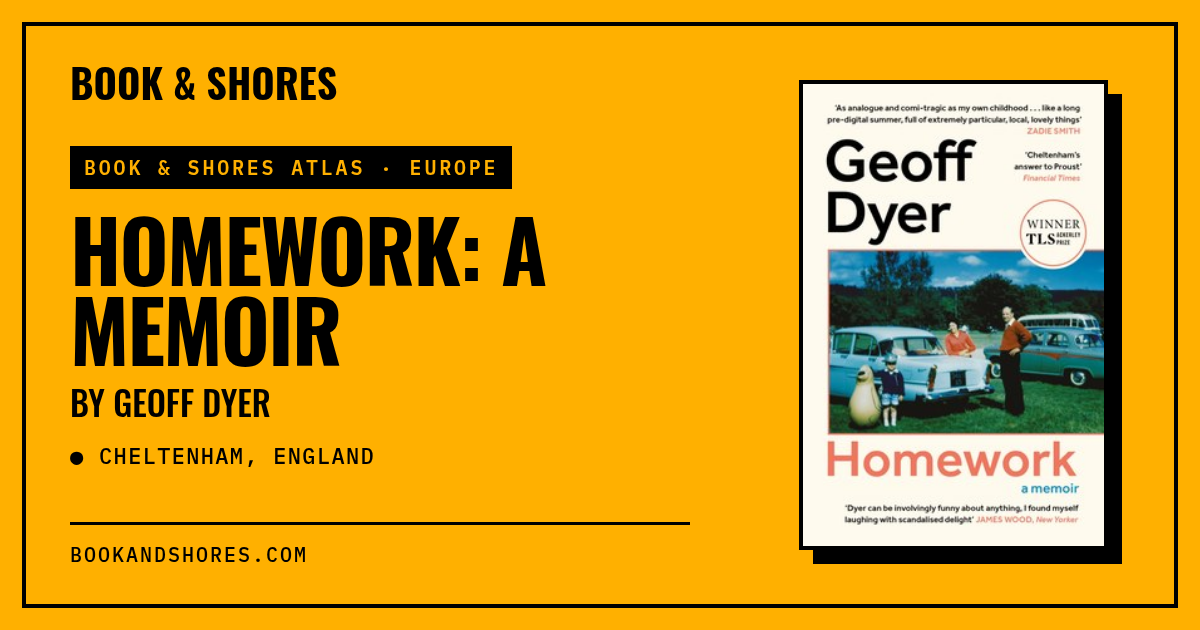 BOOK & SHORES
BOOK & SHORES ATLAS · EUROPE
HOMEWORK: A
MEMOIR
BY GEOFF DYER
CHELTENHAM, ENGLAND
BOOKANDSHORES.COM
'As analogue and comi-tragic as my own childhood . . . like a long
pre-digital summer, full of extremely particular, local, lovely things'
ZADIE SMITH
Geoff
Dyer
'Cheltenham's
answer to Proust'
Financial Times
WINNER
TLS ACKERLEY
PRIZE
Homework
a memoir
'Dyer can be involvingly funny about anything, I found myself
laughing with scandalised delight' JAMES WOOD, New Yorker